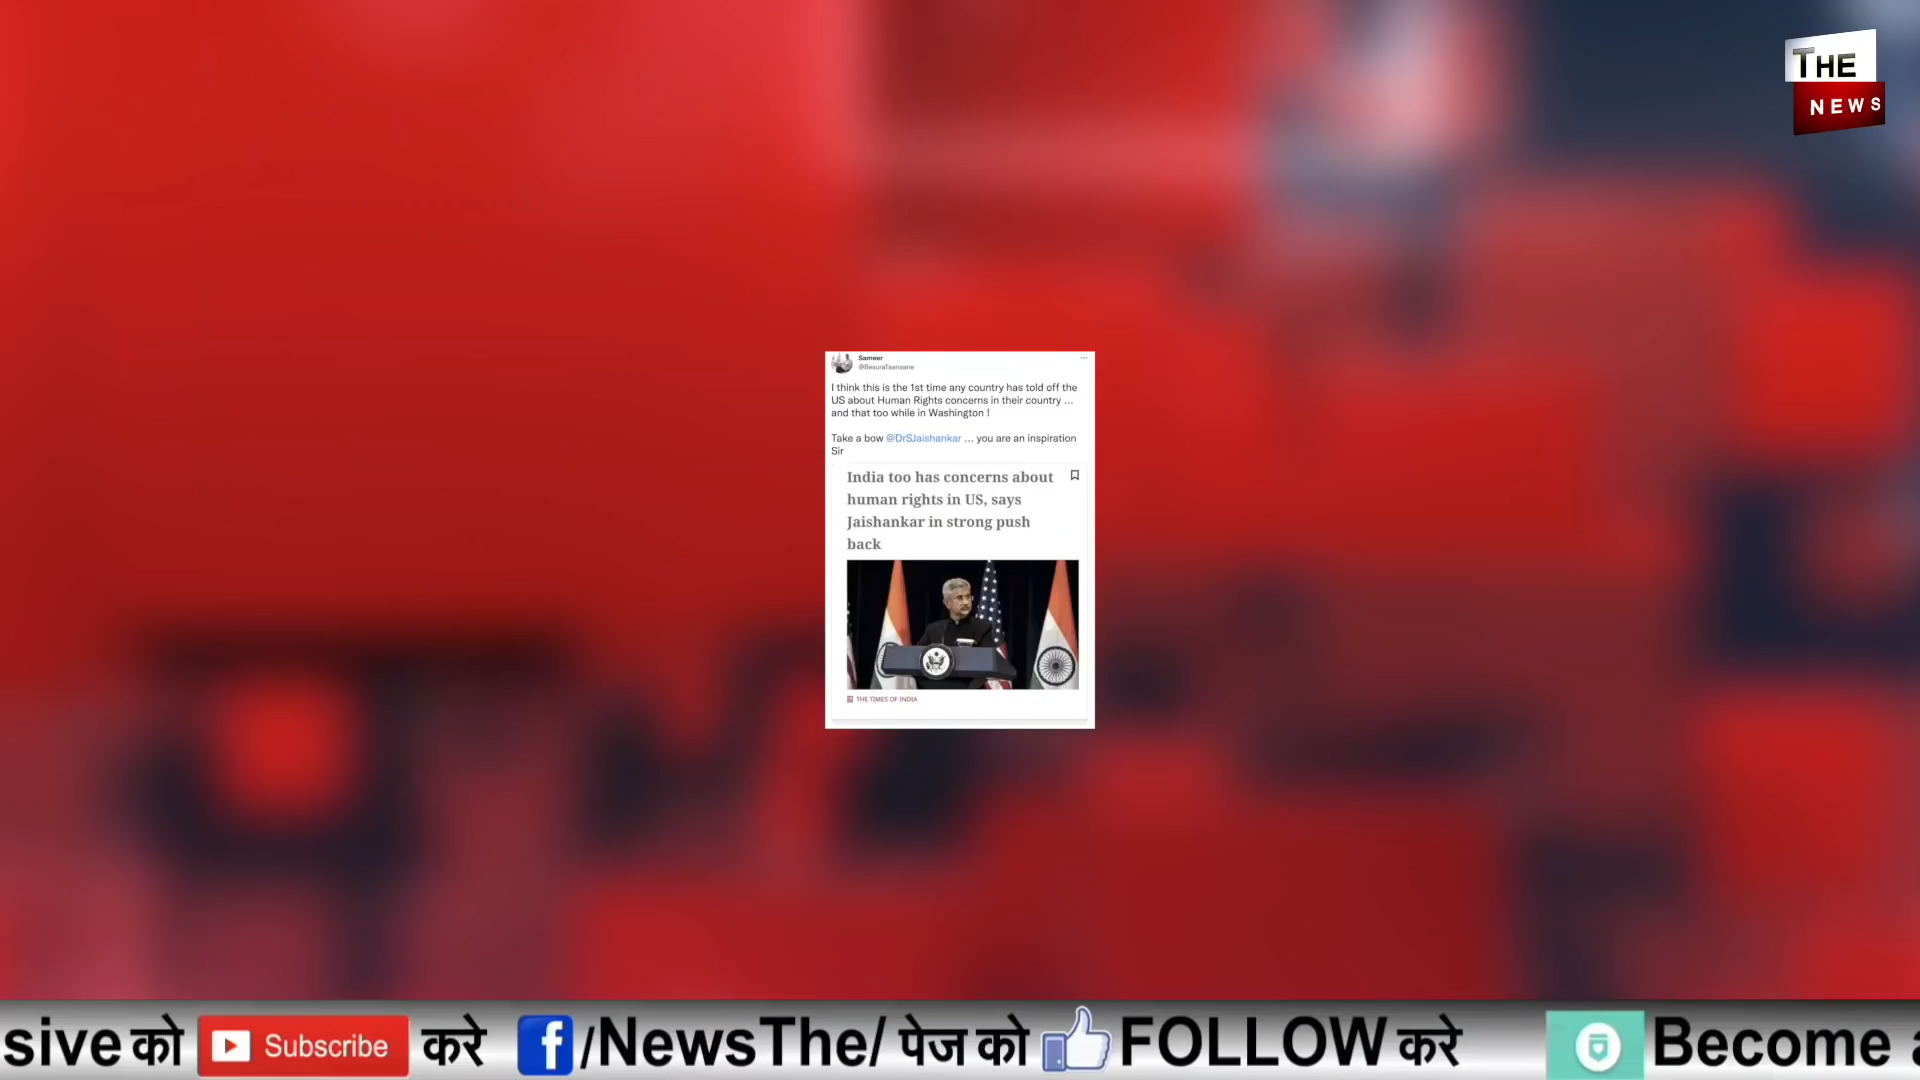 THE
NEWS
Sameer
@BesuraTaansane
I think this is the 1st time any country has told off the
US about Human Rights concerns in their country ...
and that too while in Washington !
Take a bow @DrSJaishankar ... you are an inspiration
Sir
India too has concerns about
human rights in US, says
Jaishankar in strong push
back
THE TIMES OF INDIA
sive को Subscribe करे f/NewsThe/ पेज को FOLLOW करे Become a